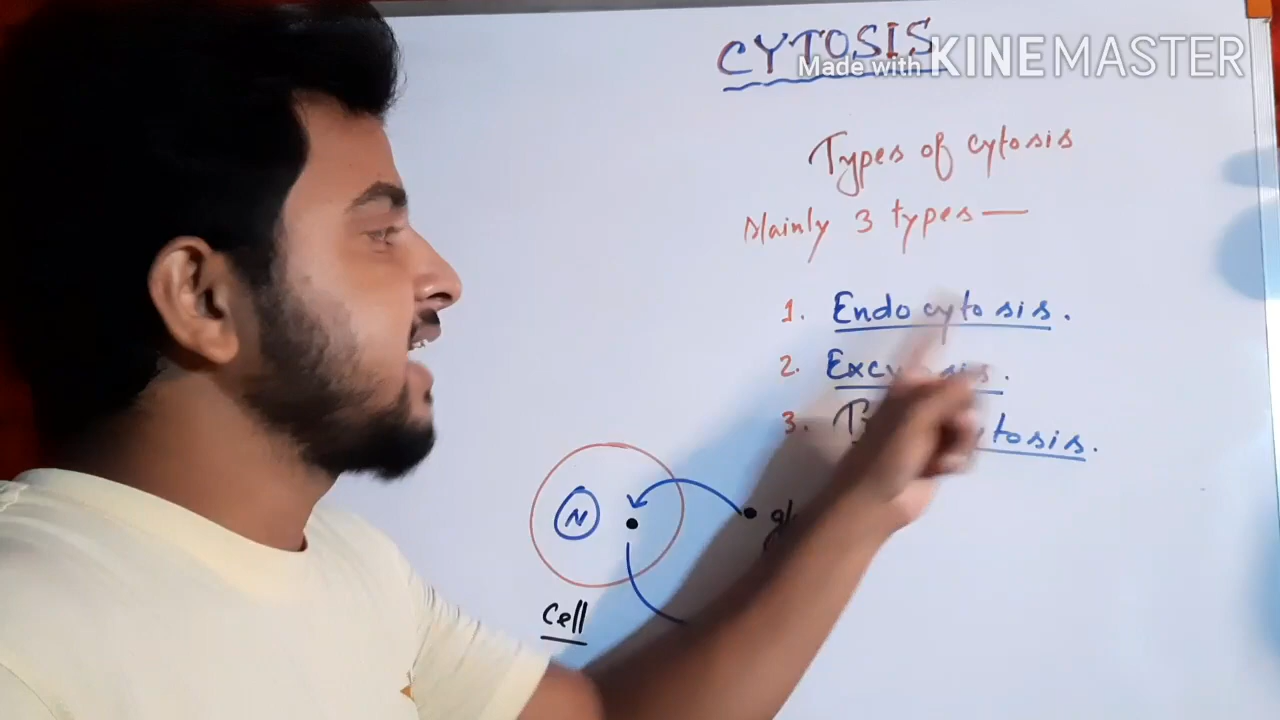 CYTOSIS
Made with KINEMASTER
Types of cytosis
Mainly 3 types —
1. Endocytosis.
2.
3.
N
Cell